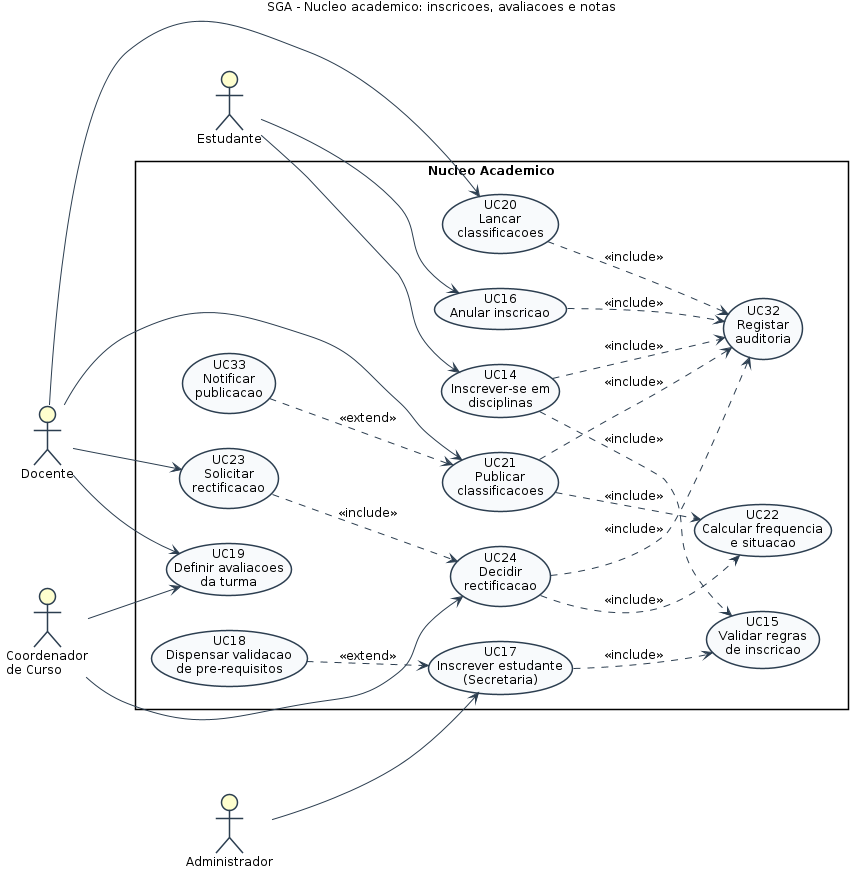 SGA - Nucleo academico: inscricoes, avaliacoes e notas
Estudante
Nucleo Academico
UC20
Lancar
classificacoes
«include»
UC16
Anular inscricao
«include»
UC32
Registar
auditoria
«include»
UC33
Notificar
publicacao
UC14
Inscrever-se em
disciplinas
«include»
«extend»
«include»
Docente
UC23
Solicitar
rectificacao
UC21
Publicar
classificacoes
«include»
«include»
UC22
Calcular frequencia
e situacao
«include»
UC19
Definir avaliacoes
da turma
UC24
Decidir
rectificacao
«include»
Coordenador
de Curso
UC18
Dispensar validacao
de pre-requisitos
«extend»
UC17
Inscrever estudante
(Secretaria)
«include»
UC15
Validar regras
de inscricao
Administrador